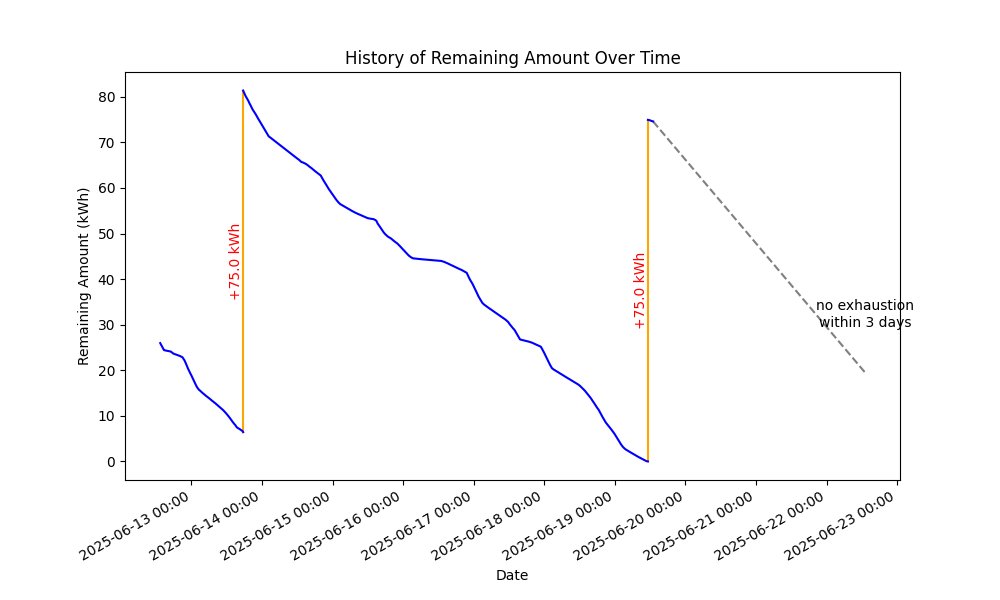 History of Remaining Amount Over Time
Remaining Amount (kWh)
80
70
60
50
40
30
20
10
0
+75.0 kWh
+75.0 kWh
no exhaustion
within 3 days
2025-06-13 00:00
2025-06-14 00:00
2025-06-15 00:00
2025-06-16 00:00
2025-06-17 00:00
2025-06-18 00:00
2025-06-19 00:00
2025-06-20 00:00
2025-06-21 00:00
2025-06-22 00:00
2025-06-23 00:00
Date